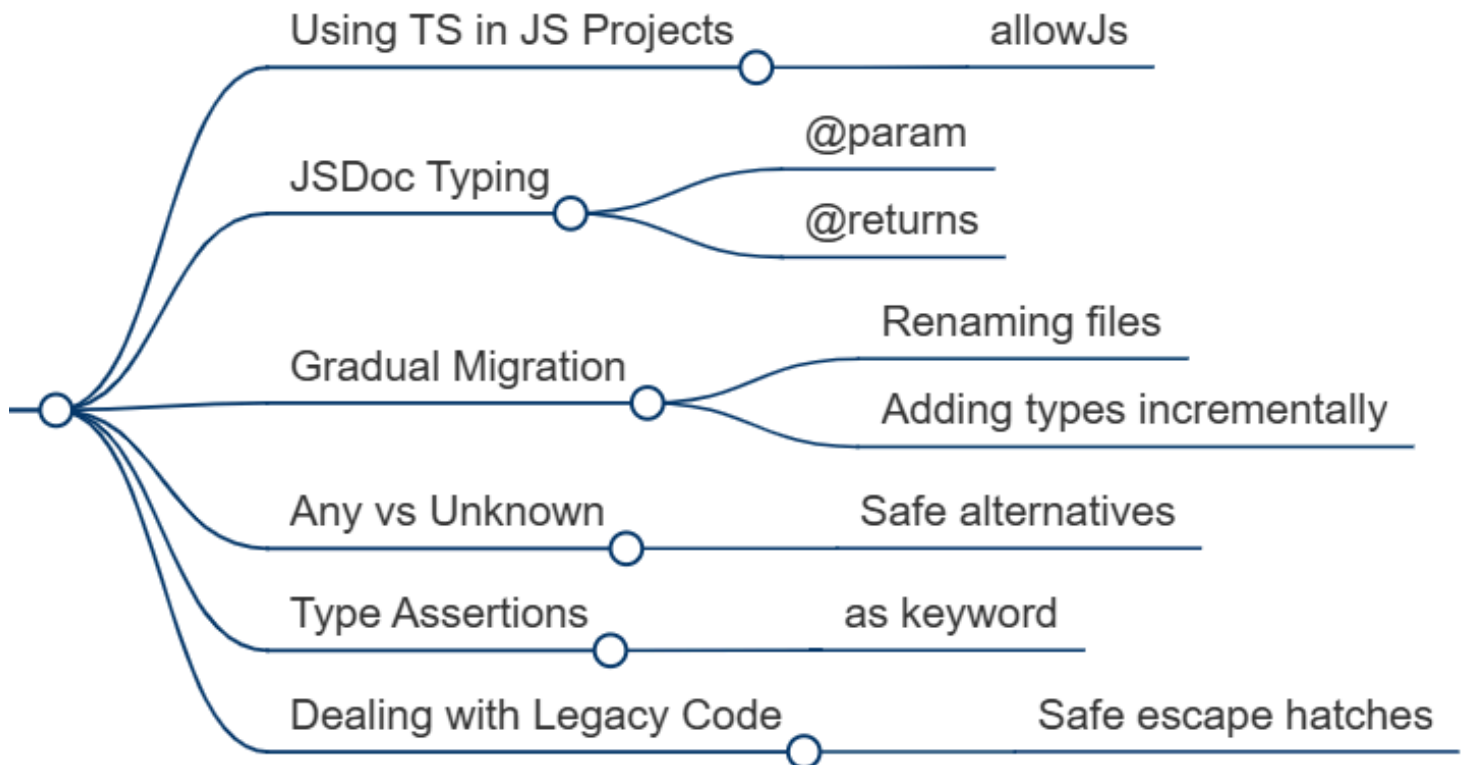 Using TS in JS Projects
allowJs
JSDoc Typing
@param
@returns
Gradual Migration
Renaming files
Adding types incrementally
Any vs Unknown
Safe alternatives
Type Assertions
as keyword
Dealing with Legacy Code
Safe escape hatches